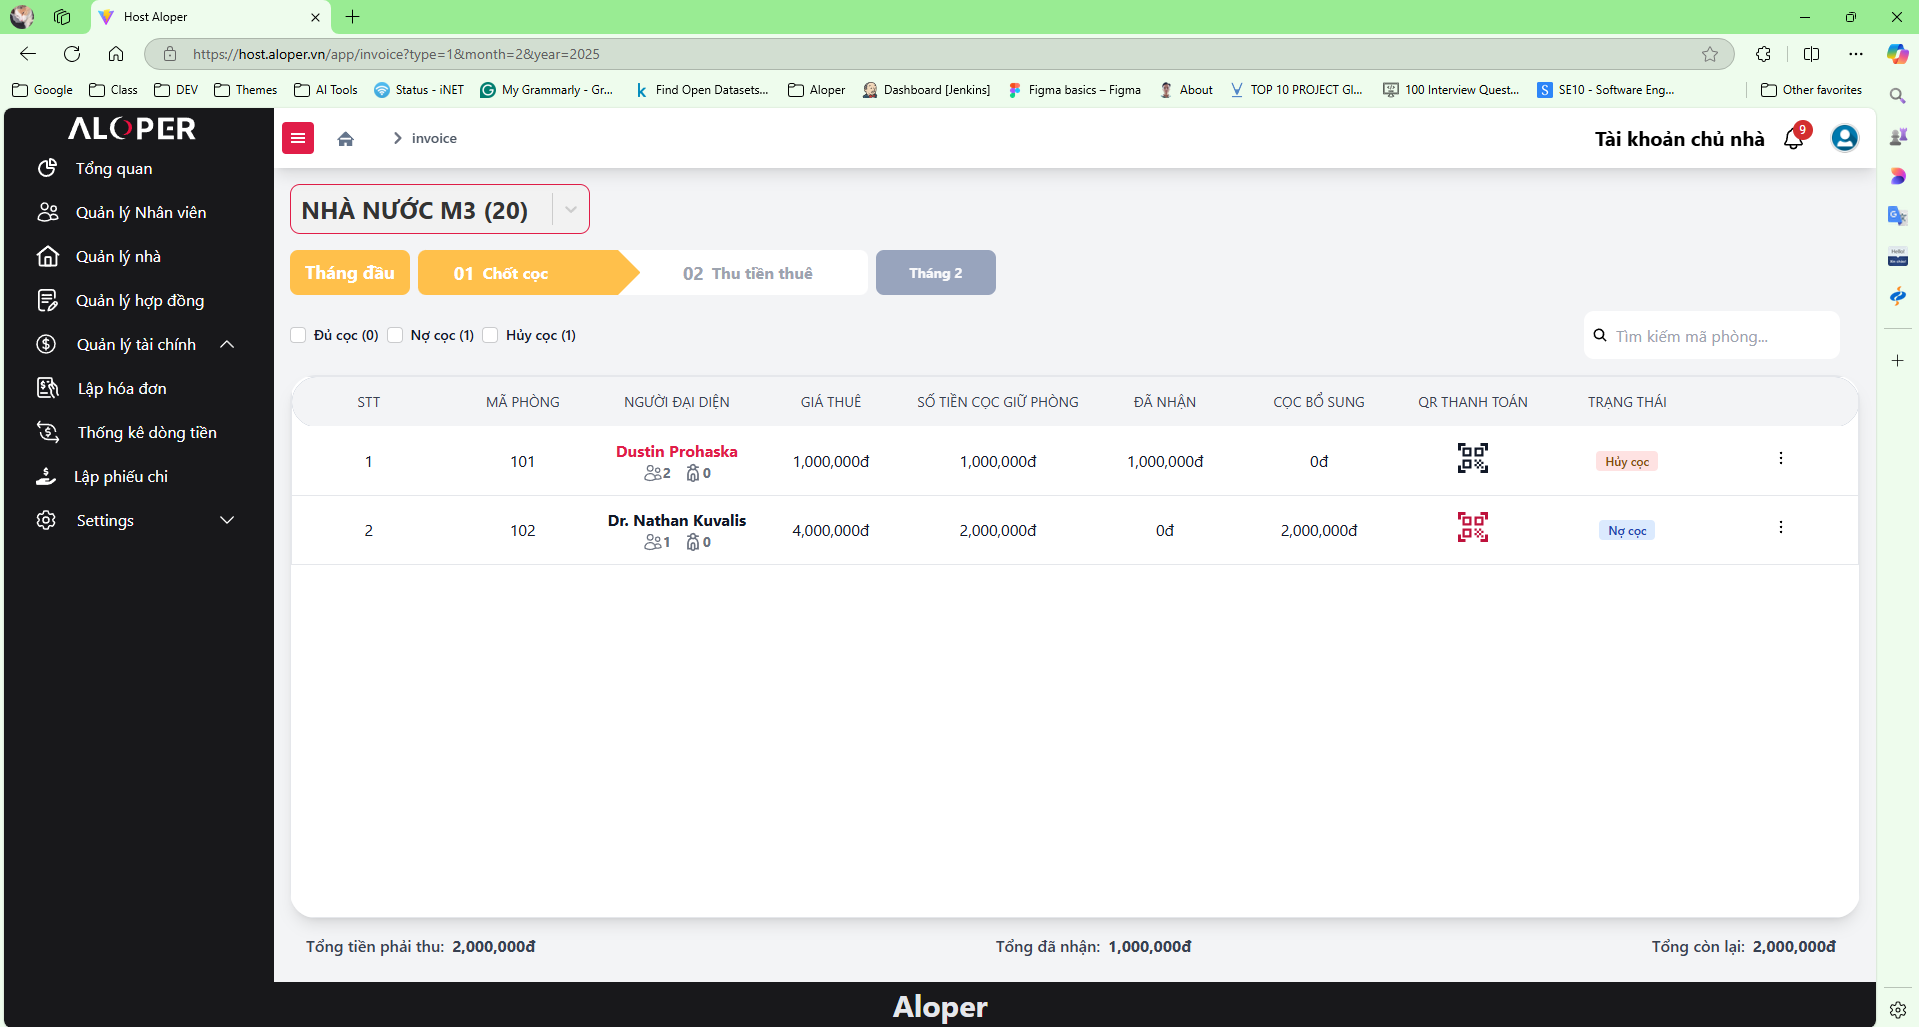 Host Aloper
https://host.aloper.vn/app/invoice?type=1&month=2&year=2025
Google Class DEV Themes AI Tools Status - iNET My Grammarly - Gr... Find Open Datasets... Aloper Dashboard [Jenkins] Figma basics – Figma About TOP 10 PROJECT GI... 100 Interview Quest... SE10 - Software Eng... Other favorites
ALOPER
Tổng quan
Quản lý Nhân viên
Quản lý nhà
Quản lý hợp đồng
Quản lý tài chính
Lập hóa đơn
Thống kê dòng tiền
Lập phiếu chi
Settings
invoice
Tài khoản chủ nhà
9
NHÀ NƯỚC M3 (20)
Tháng đầu 01 Chốt cọc 02 Thu tiền thuê Tháng 2
Đủ cọc (0) Nợ cọc (1) Hủy cọc (1)
Tìm kiếm mã phòng...
STT MÃ PHÒNG NGƯỜI ĐẠI DIỆN GIÁ THUÊ SỐ TIỀN CỌC GIỮ PHÒNG ĐÃ NHẬN CỌC BỔ SUNG QR THANH TOÁN TRẠNG THÁI
1 101 Dustin Prohaska 1,000,000đ 1,000,000đ 1,000,000đ 0đ Hủy cọc
2 0
2 102 Dr. Nathan Kuvalis 4,000,000đ 2,000,000đ 0đ 2,000,000đ Nợ cọc
1 0
Tổng tiền phải thu: 2,000,000đ Tổng đã nhận: 1,000,000đ Tổng còn lại: 2,000,000đ
Aloper